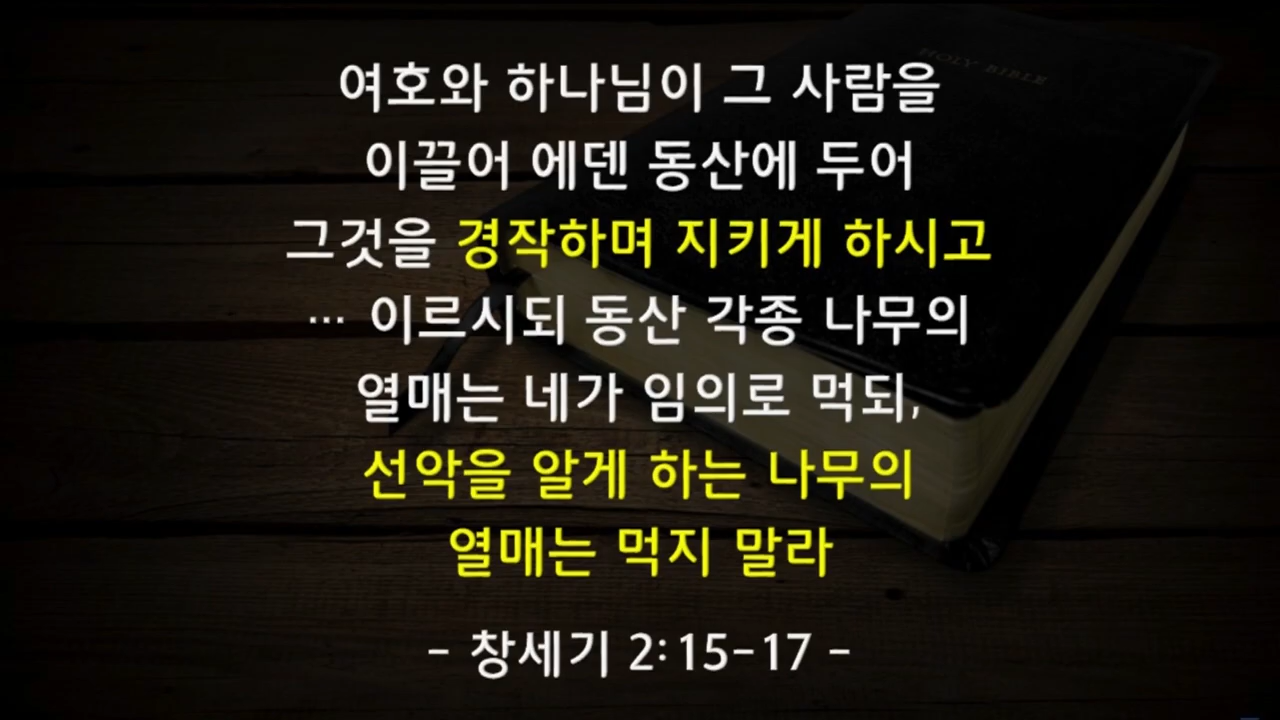 HOLY BIBLE
여호와 하나님이 그 사람을
이끌어 에덴 동산에 두어
그것을 경작하며 지키게 하시고
… 이르시되 동산 각종 나무의
열매는 네가 임의로 먹되,
선악을 알게 하는 나무의
열매는 먹지 말라
- 창세기 2:15-17 -